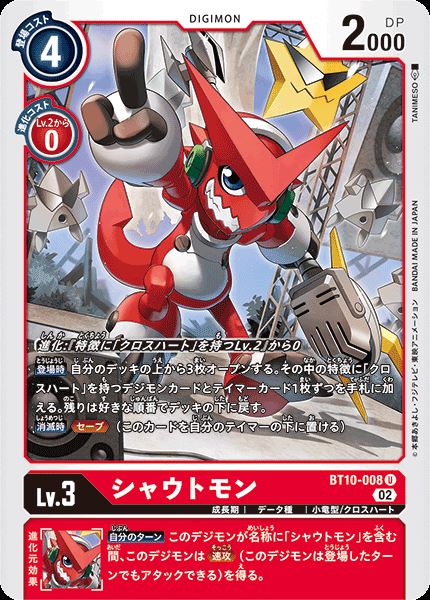 DIGIMON
登場コスト
4
DP
2000
進化コスト
Lv.2から
0
TANIMESO
BANDAI MADE IN JAPAN
©本郷あきよし・フジテレビ・東映アニメーション
進化:「特徴に「クロスハート」を持つLv.2」から0
登場時 自分のデッキの上から3枚オープンする。その中の特徴に「クロ
スハート」を持つデジモンカードとテイマーカード1枚ずつを手札に加
える。残りは好きな順番でデッキの下に戻す。
消滅時 セーブ (このカードを自分のテイマーの下に置ける)
BT10-008 U
02
Lv.3
シャウトモン
成長期 データ種 小竜型/クロスハート
進化元効果
自分のターン このデジモンが名称に「シャウトモン」を含む
間、このデジモンは 速攻 (このデジモンは登場したター
ンでもアタックできる)を得る。